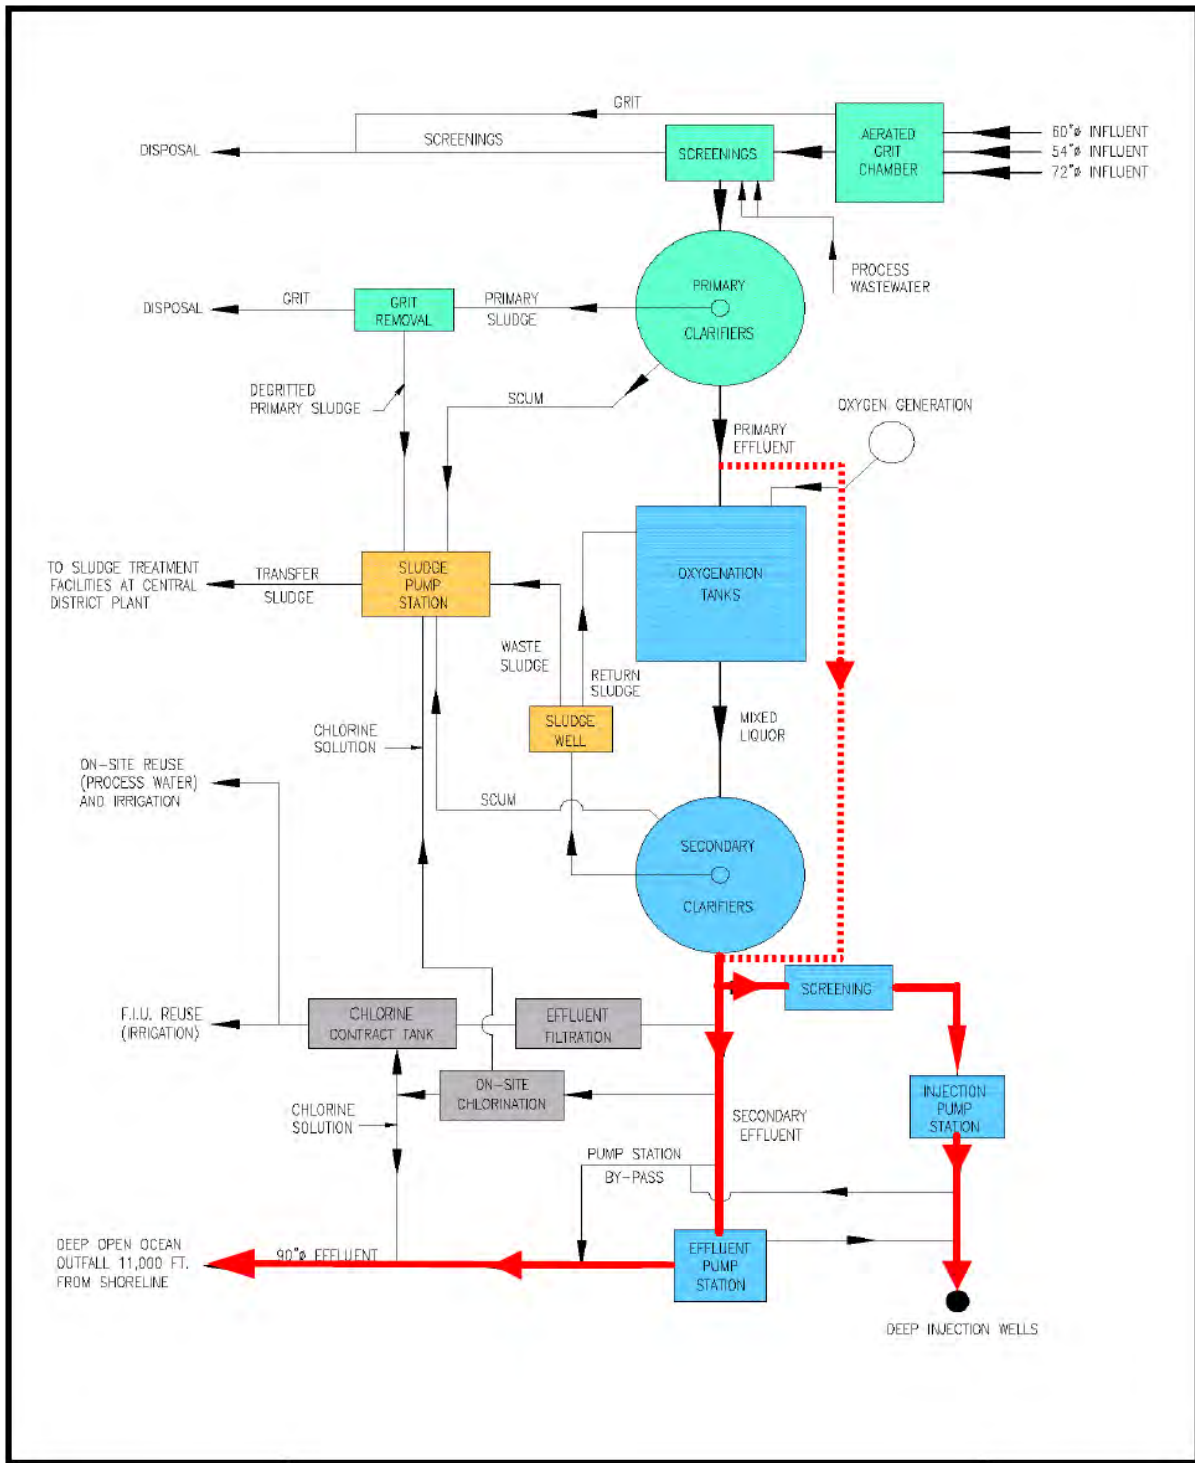 GRIT
AERATED
GRIT
CHAMBER
60"ø INFLUENT
54"ø INFLUENT
72"ø INFLUENT
DISPOSAL
SCREENINGS
SCREENINGS
PROCESS
WASTEWATER
PRIMARY
CLARIFIERS
DISPOSAL
GRIT
GRIT
REMOVAL
PRIMARY
SLUDGE
DEGRITTED
PRIMARY SLUDGE
SCUM
PRIMARY
EFFLUENT
OXYGEN GENERATION
OXYGENATION
TANKS
TO SLUDGE TREATMENT
FACILITIES AT CENTRAL
DISTRICT PLANT
TRANSFER
SLUDGE
SLUDGE
PUMP
STATION
WASTE
SLUDGE
RETURN
SLUDGE
SLUDGE
WELL
MIXED
LIQUOR
CHLORINE
SOLUTION
ON-SITE REUSE
(PROCESS WATER)
AND IRRIGATION
SCUM
SECONDARY
CLARIFIERS
SCREENING
F.I.U. REUSE
(IRRIGATION)
CHLORINE
CONTRACT TANK
EFFLUENT
FILTRATION
ON-SITE
CHLORINATION
CHLORINE
SOLUTION
INJECTION
PUMP
STATION
SECONDARY
EFFLUENT
PUMP STATION
BY-PASS
DEEP OPEN OCEAN
OUTFALL 11,000 FT.
FROM SHORELINE
90"ø EFFLUENT
EFFLUENT
PUMP
STATION
DEEP INJECTION WELLS